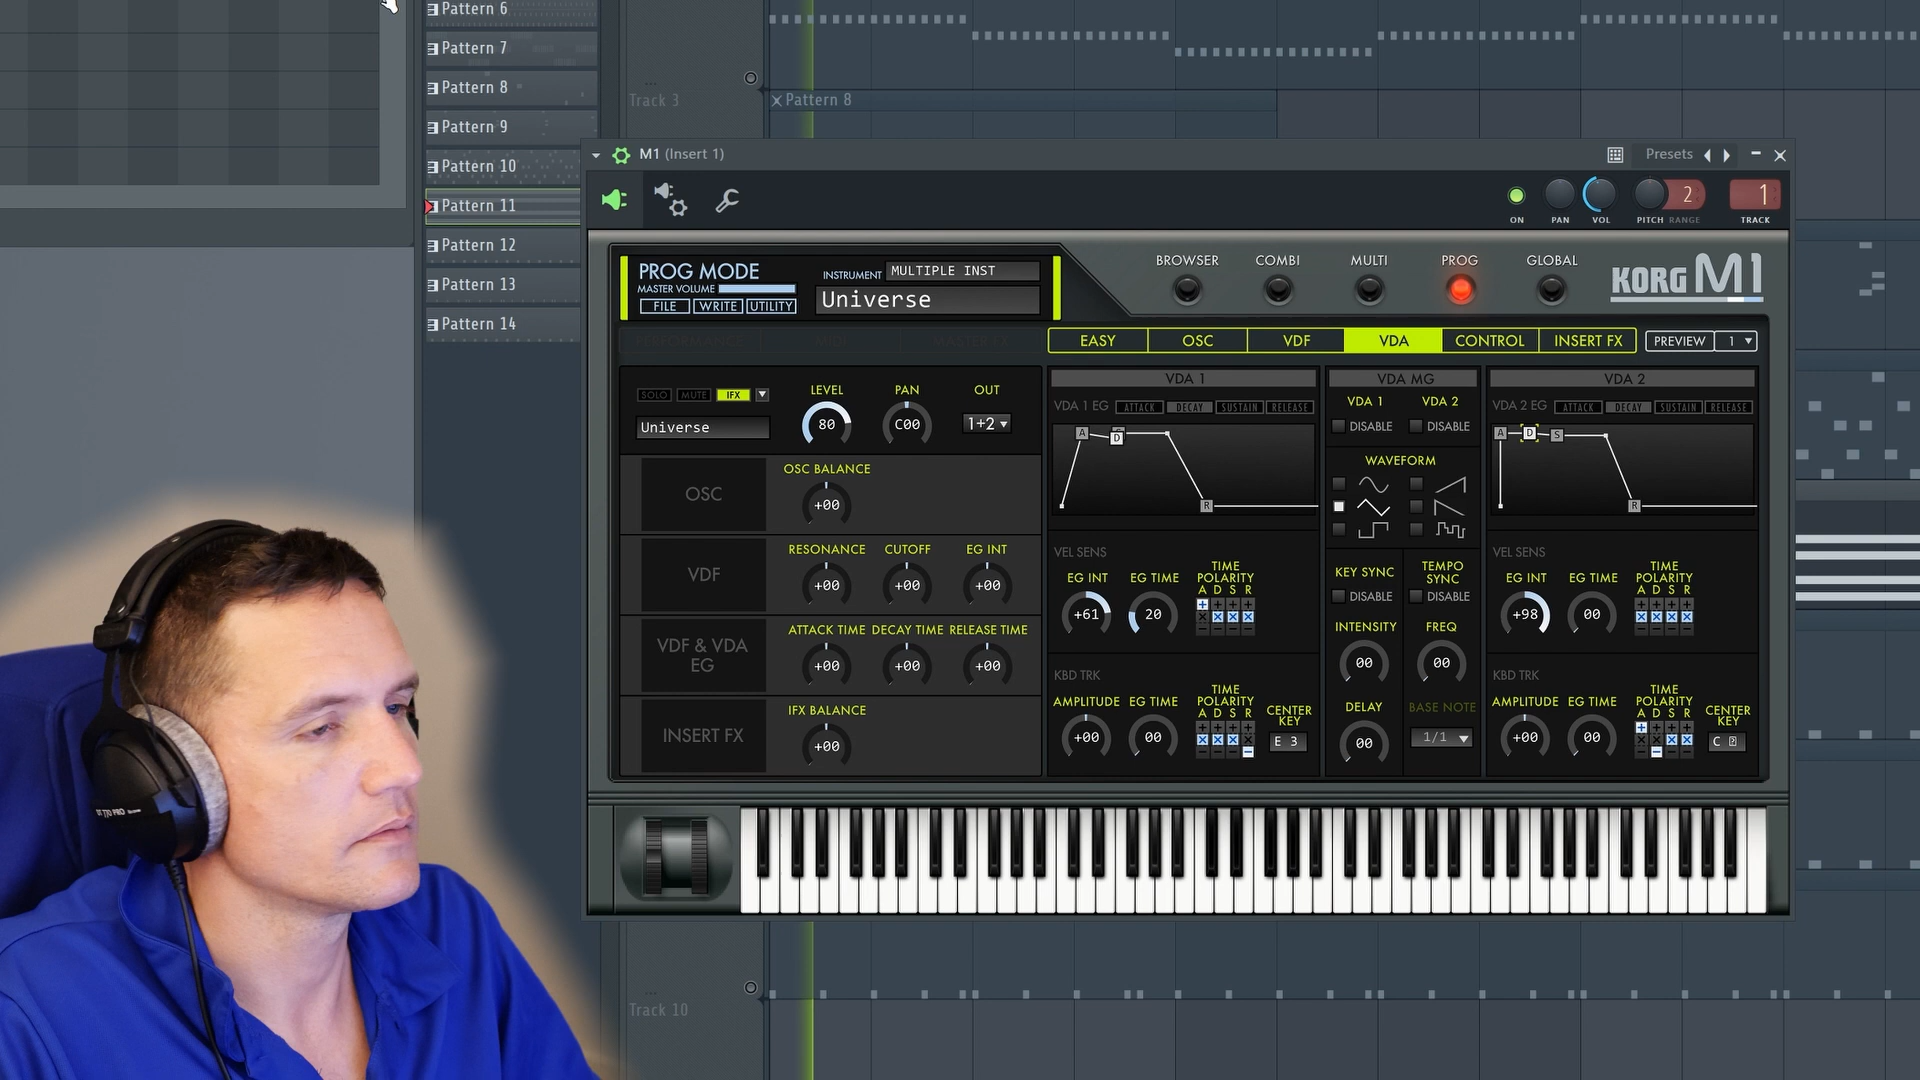 Pattern 6
Pattern 7
Pattern 8
Pattern 9
Pattern 10
Pattern 11
Pattern 12
Pattern 13
Pattern 14
Track 3
Pattern 8
M1 (Insert 1)
Presets
ON PAN VOL PITCH RANGE 2 1 TRACK
PROG MODE
MASTER VOLUME
FILE WRITE UTILITY
INSTRUMENT MULTIPLE INST
Universe
BROWSER COMBI MULTI PROG GLOBAL
KORG M1
PERFORMANCE MIDI MASTER FX
EASY OSC VDF VDA CONTROL INSERT FX PREVIEW 1
SOLO MUTE IFX
Universe
LEVEL PAN OUT
80 C00 1+2
OSC
OSC BALANCE
+00
VDF
RESONANCE CUTOFF EG INT
+00 +00 +00
VDF & VDA
EG
ATTACK TIME DECAY TIME RELEASE TIME
+00 +00 +00
INSERT FX
IFX BALANCE
+00
VDA 1
VDA 1 EG ATTACK DECAY SUSTAIN RELEASE
A D R
VEL SENS
EG INT EG TIME TIME POLARITY
A D S R
+61 20
KBD TRK
AMPLITUDE EG TIME TIME POLARITY
A D S R
CENTER KEY
+00 00 E 3
VDA MG
VDA 1 VDA 2
DISABLE DISABLE
WAVEFORM
KEY SYNC TEMPO SYNC
DISABLE DISABLE
INTENSITY FREQ
00 00
DELAY BASE NOTE
00 1/1
VDA 2
VDA 2 EG ATTACK DECAY SUSTAIN RELEASE
A D S R
VEL SENS
EG INT EG TIME TIME POLARITY
A D S R
+98 00
KBD TRK
AMPLITUDE EG TIME TIME POLARITY
A D S R
CENTER KEY
+00 00 C
Track 10
DT 770 PRO